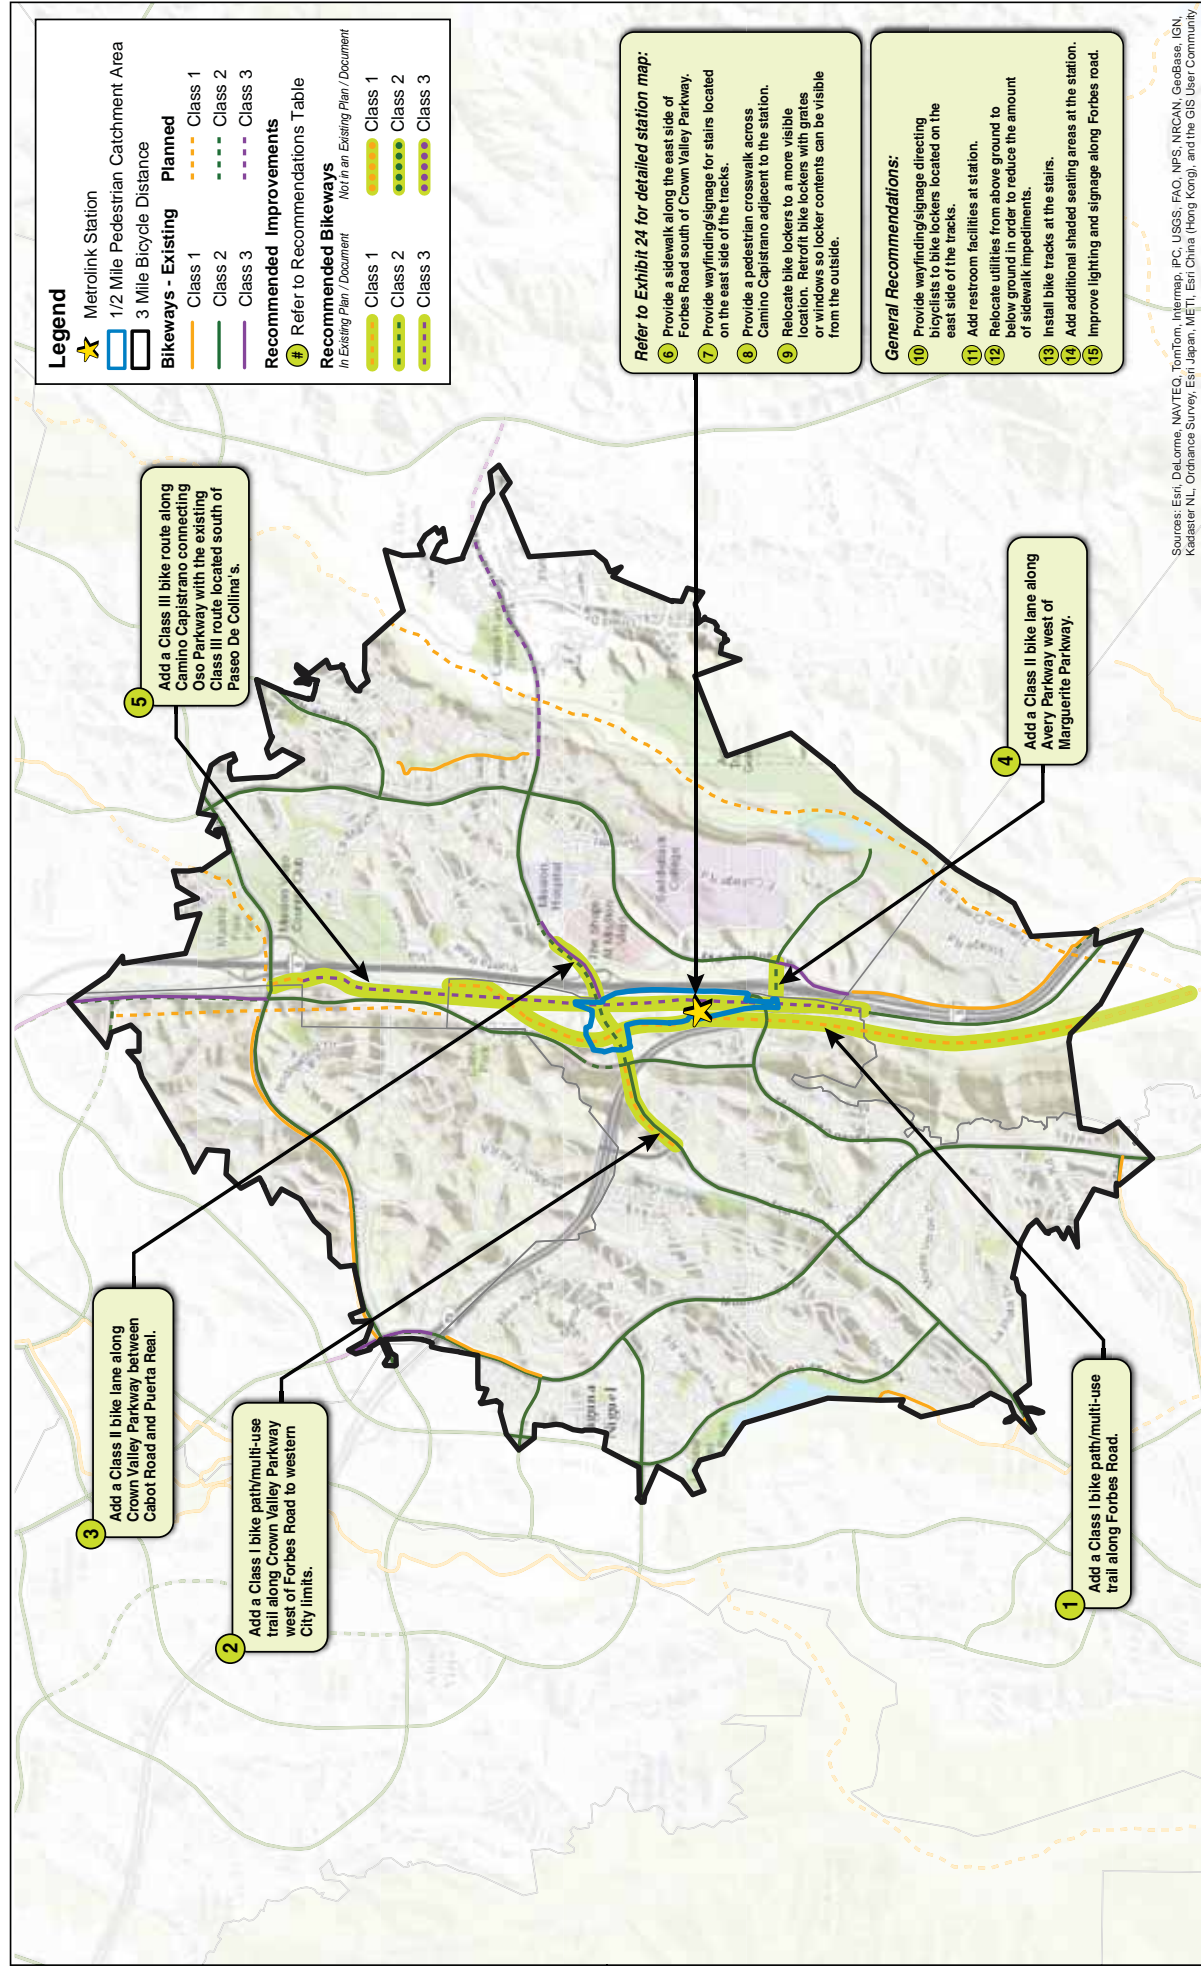 Legend
Metrolink Station
1/2 Mile Pedestrian Catchment Area
3 Mile Bicycle Distance
Bikeways - Existing
Planned
Class 1
Class 1
Class 2
Class 2
Class 3
Class 3
Recommended Improvements
# Refer to Recommendations Table
Recommended Bikeways
In Existing Plan / Document
Not in an Existing Plan / Document
Class 1
Class 1
Class 2
Class 2
Class 3
Class 3
3
Add a Class II bike lane along
Crown Valley Parkway between
Cabot Road and Puerta Real.
5
Add a Class III bike route along
Camino Capistrano connecting
Oso Parkway with the existing
Class III route located south of
Paseo De Collina's.
2
Add a Class I bike path/multi-use
trail along Crown Valley Parkway
west of Forbes Road to western
City limits.
Refer to Exhibit 24 for detailed station map:
6 Provide a sidewalk along the east side of
Forbes Road south of Crown Valley Parkway.
7 Provide wayfinding/signage for stairs located
on the east side of the tracks.
8 Provide a pedestrian crosswalk across
Camino Capistrano adjacent to the station.
9 Relocate bike lockers to a more visible
location. Retrofit bike lockers with grates
or windows so locker contents can be visible
from the outside.
General Recommendations:
10 Provide wayfinding/signage directing
bicyclists to bike lockers located on the
east side of the tracks.
11 Add restroom facilities at station.
12 Relocate utilities from above ground to
below ground in order to reduce the amount
of sidewalk impediments.
13 Install bike tracks at the stairs.
14 Add additional shaded seating areas at the station.
15 Improve lighting and signage along Forbes road.
4
Add a Class II bike lane along
Avery Parkway west of
Marguerite Parkway.
1
Add a Class I bike path/multi-use
trail along Forbes Road.
Mission
Hospital
Saddleback
College
Laguna
Niguel
Sources: Esri, DeLorme, NAVTEQ, TomTom, Intermap, iPC, USGS, FAO, NPS, NRCAN, GeoBase, IGN,
Kadaster NL, Ordnance Survey, Esri Japan, METI, Esri China (Hong Kong), and the GIS User Community